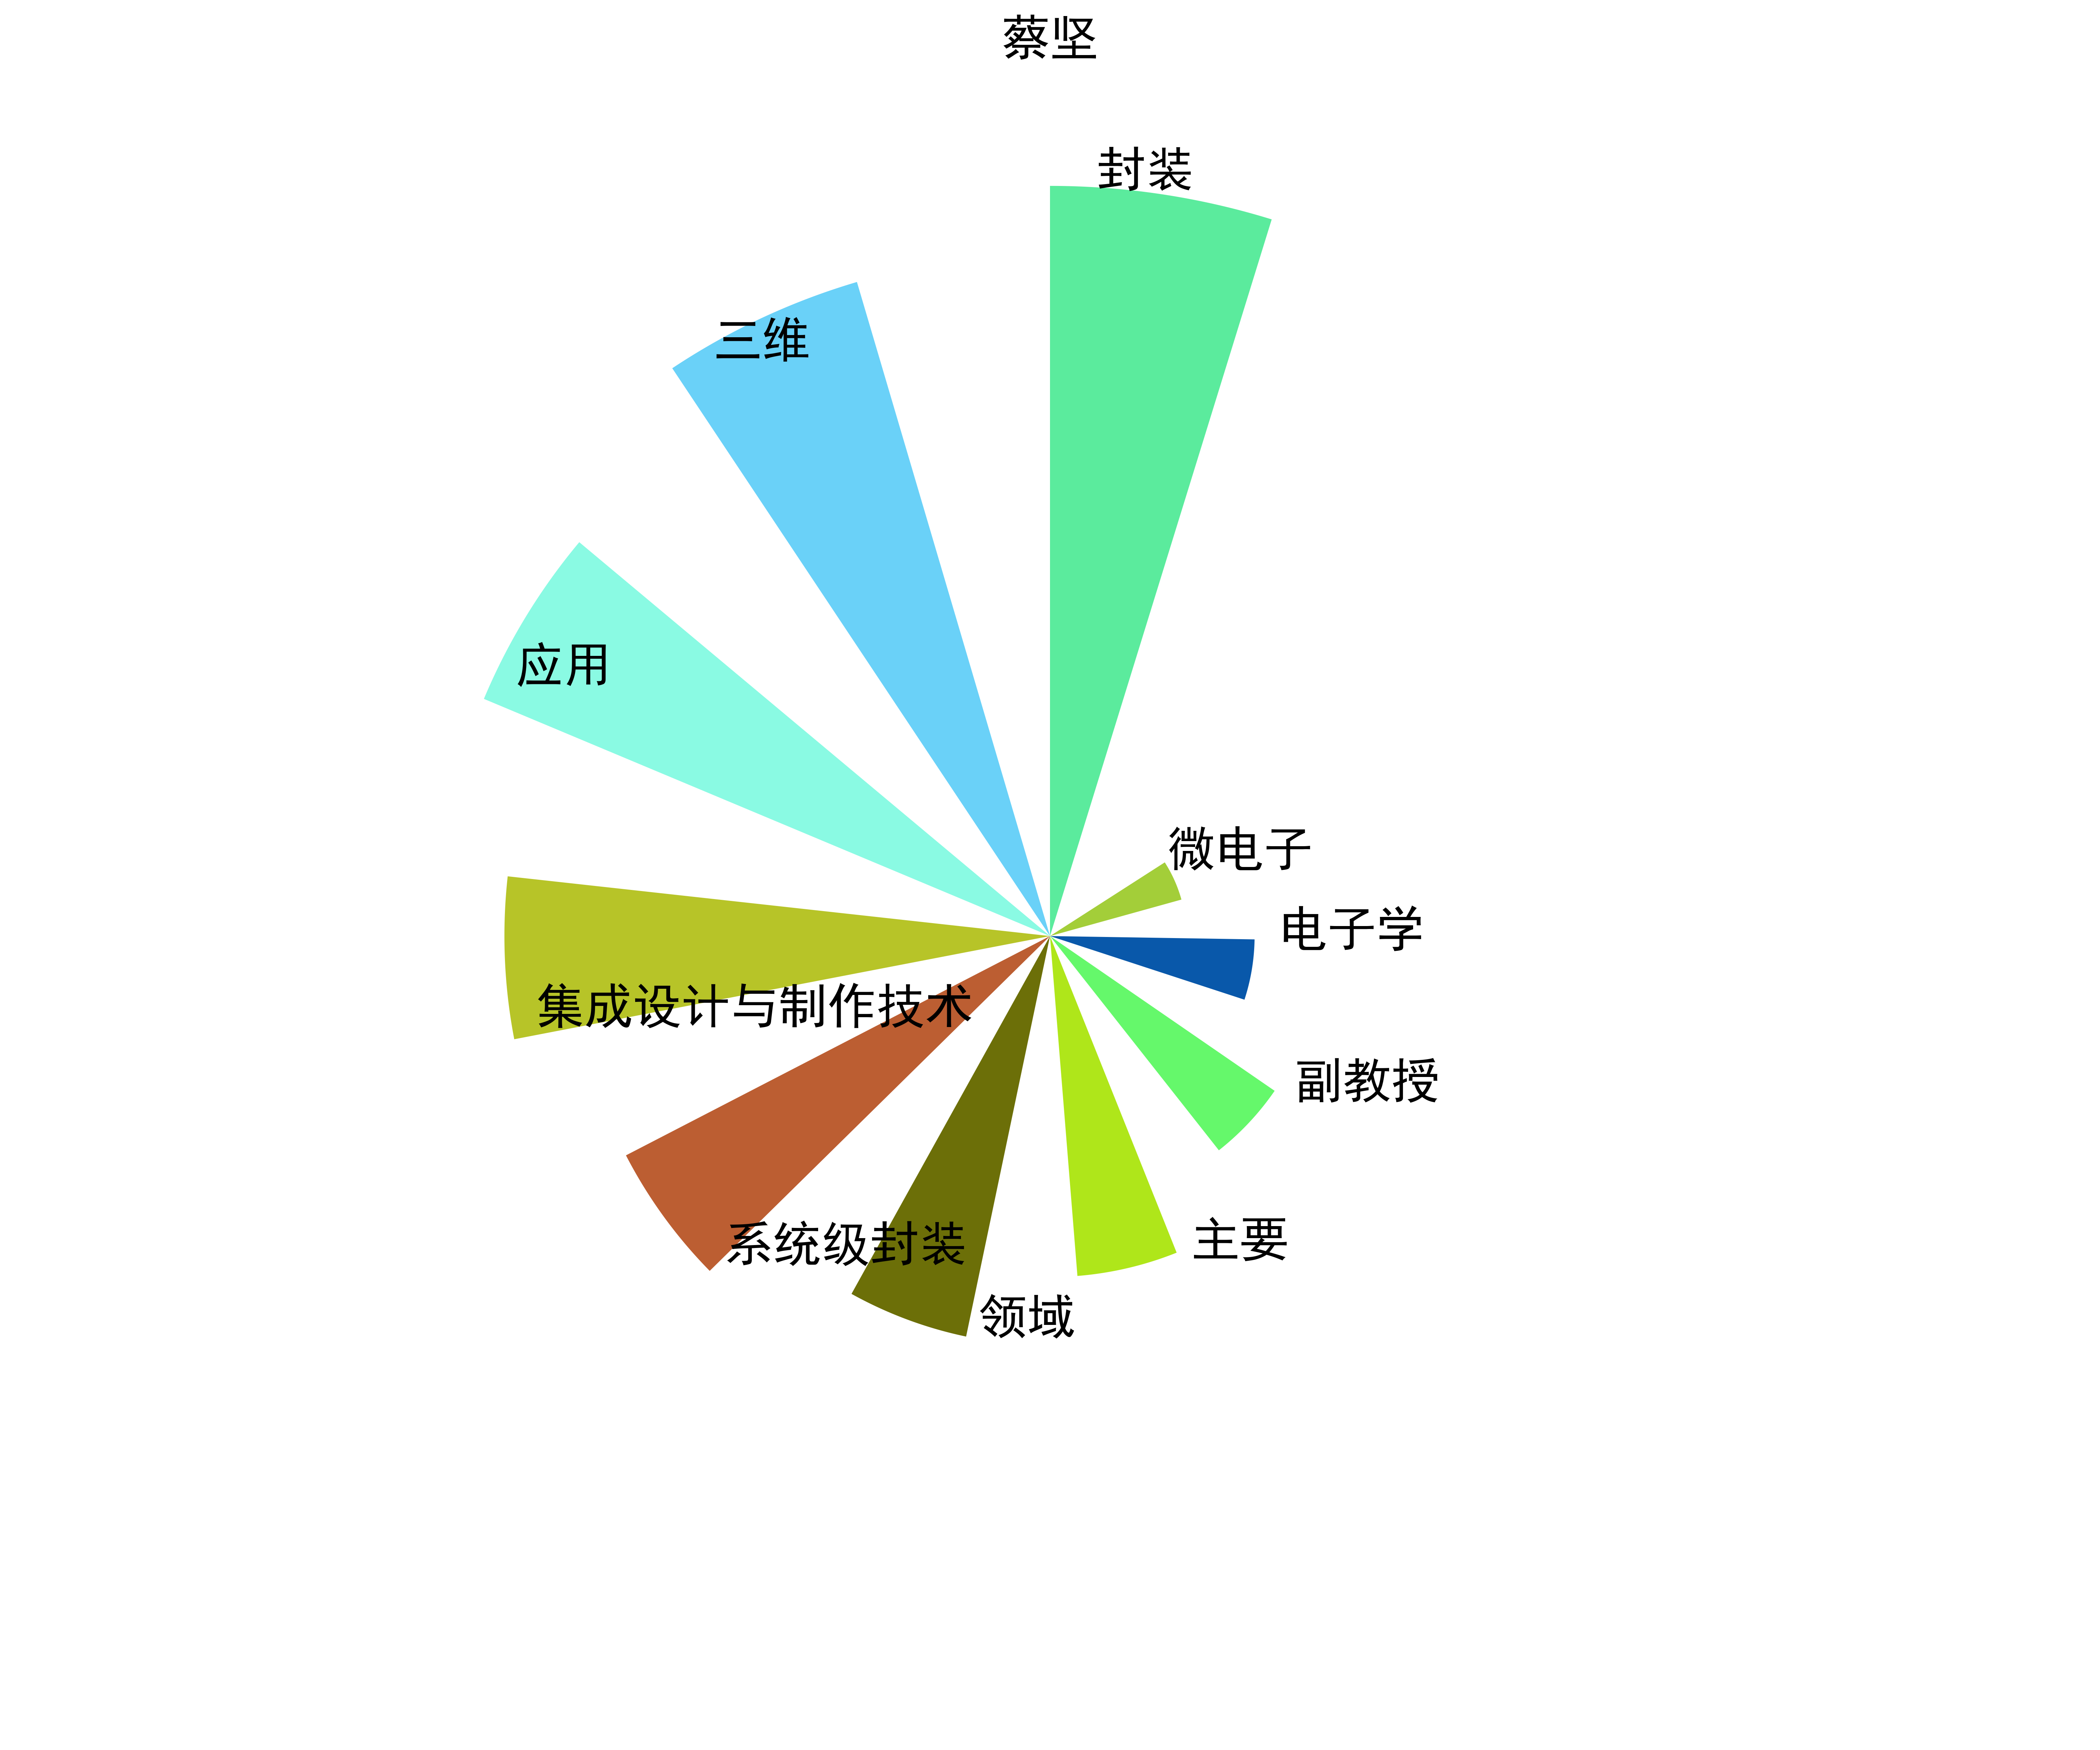 蔡坚
封装
三维
应用
微电子
电子学
集成设计与制作技术
副教授
系统级封装
主要
领域